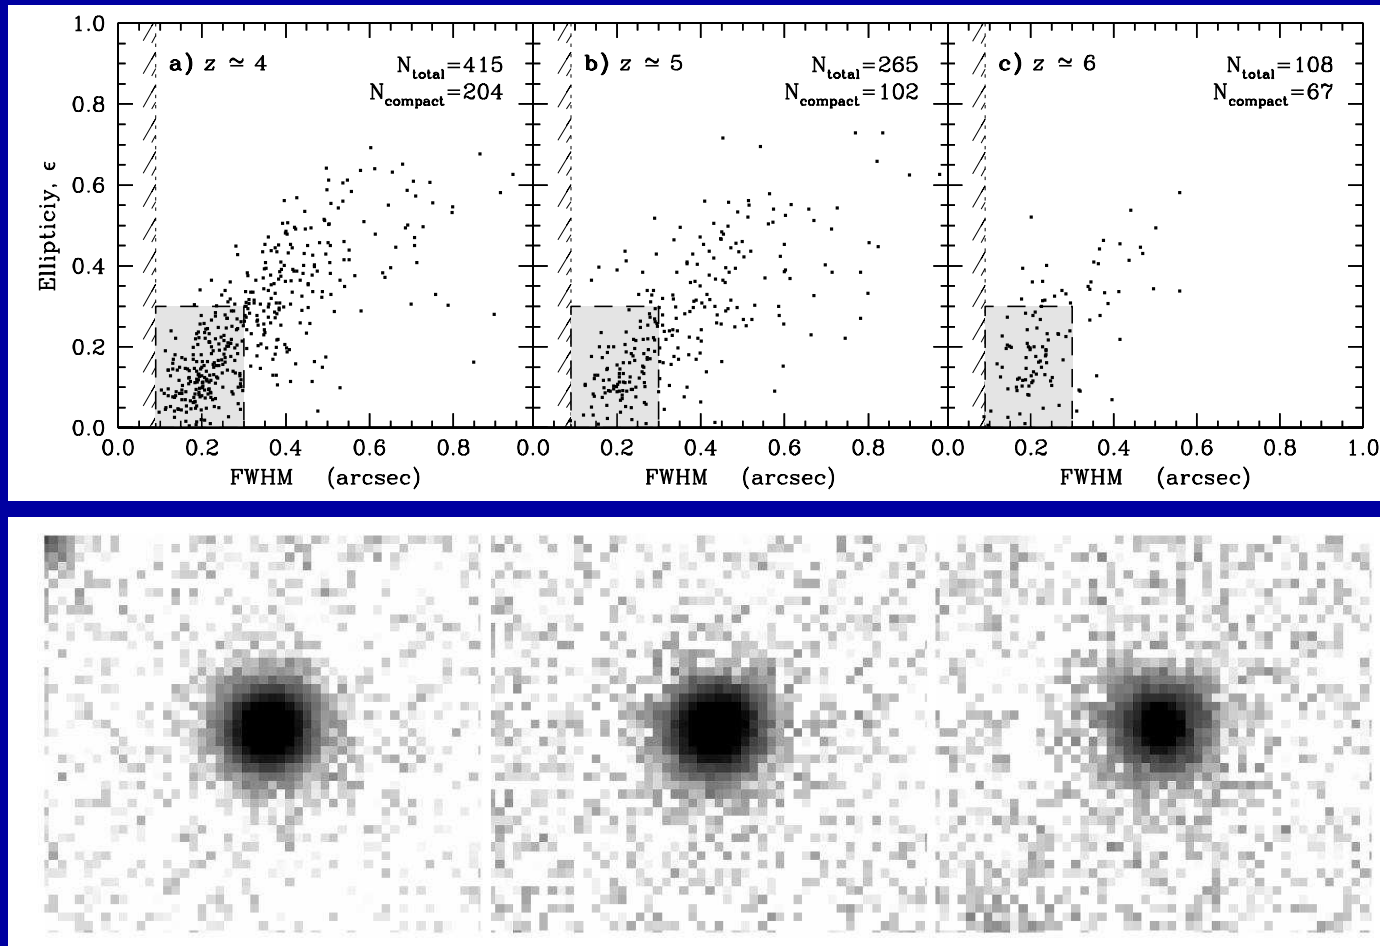 1.0
0.8
0.6
0.4
0.2
0.0
Ellipticiy, ϵ
a) z ≃ 4
N_total=415
N_compact=204
b) z ≃ 5
N_total=265
N_compact=102
c) z ≃ 6
N_total=108
N_compact=67
0.0 0.2 0.4 0.6 0.8 0.0 0.2 0.4 0.6 0.8 0.0 0.2 0.4 0.6 0.8 1.0
FWHM (arcsec)
FWHM (arcsec)
FWHM (arcsec)